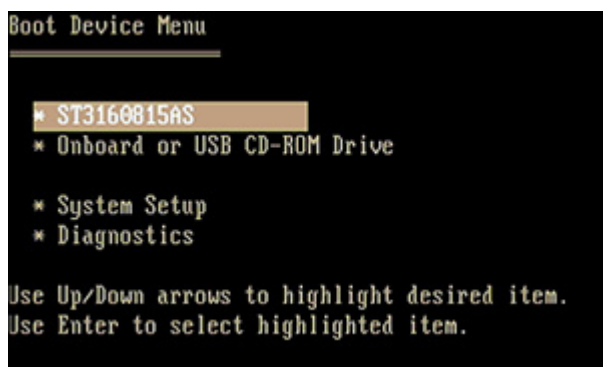 Boot Device Menu
* ST3160815AS
* Onboard or USB CD-ROM Drive
* System Setup
* Diagnostics
Use Up/Down arrows to highlight desired item.
Use Enter to select highlighted item.